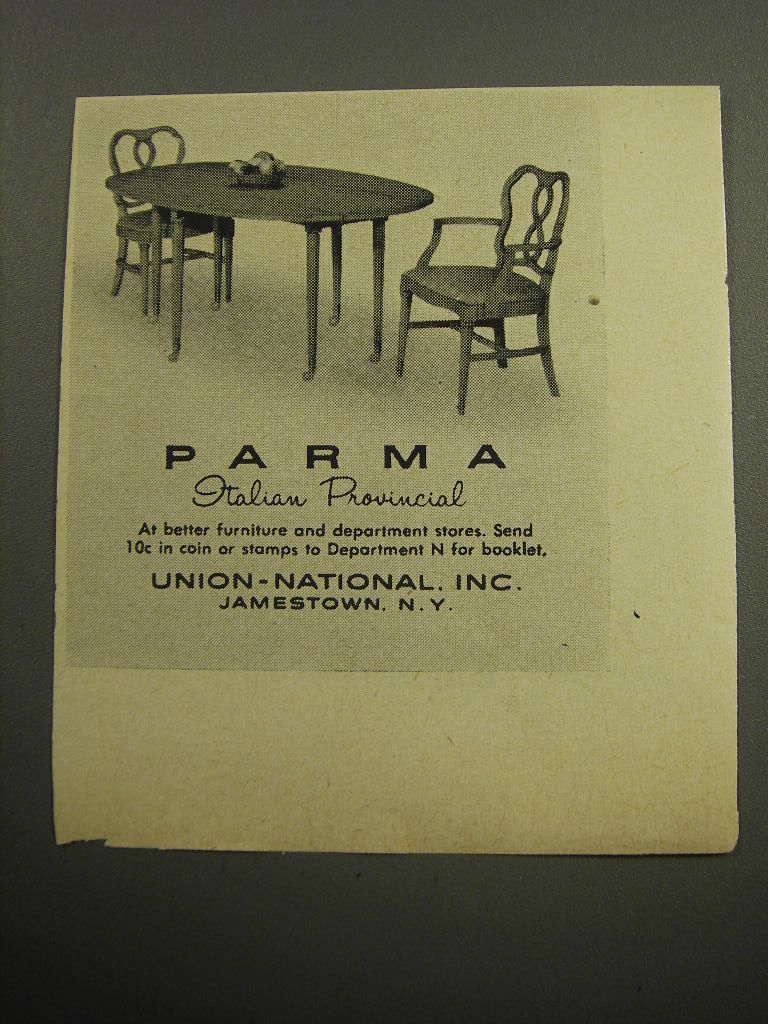 PARMA
Italian Provincial
At better furniture and department stores. Send
10c in coin or stamps to Department N for booklet.
UNION-NATIONAL, INC.
JAMESTOWN, N.Y.